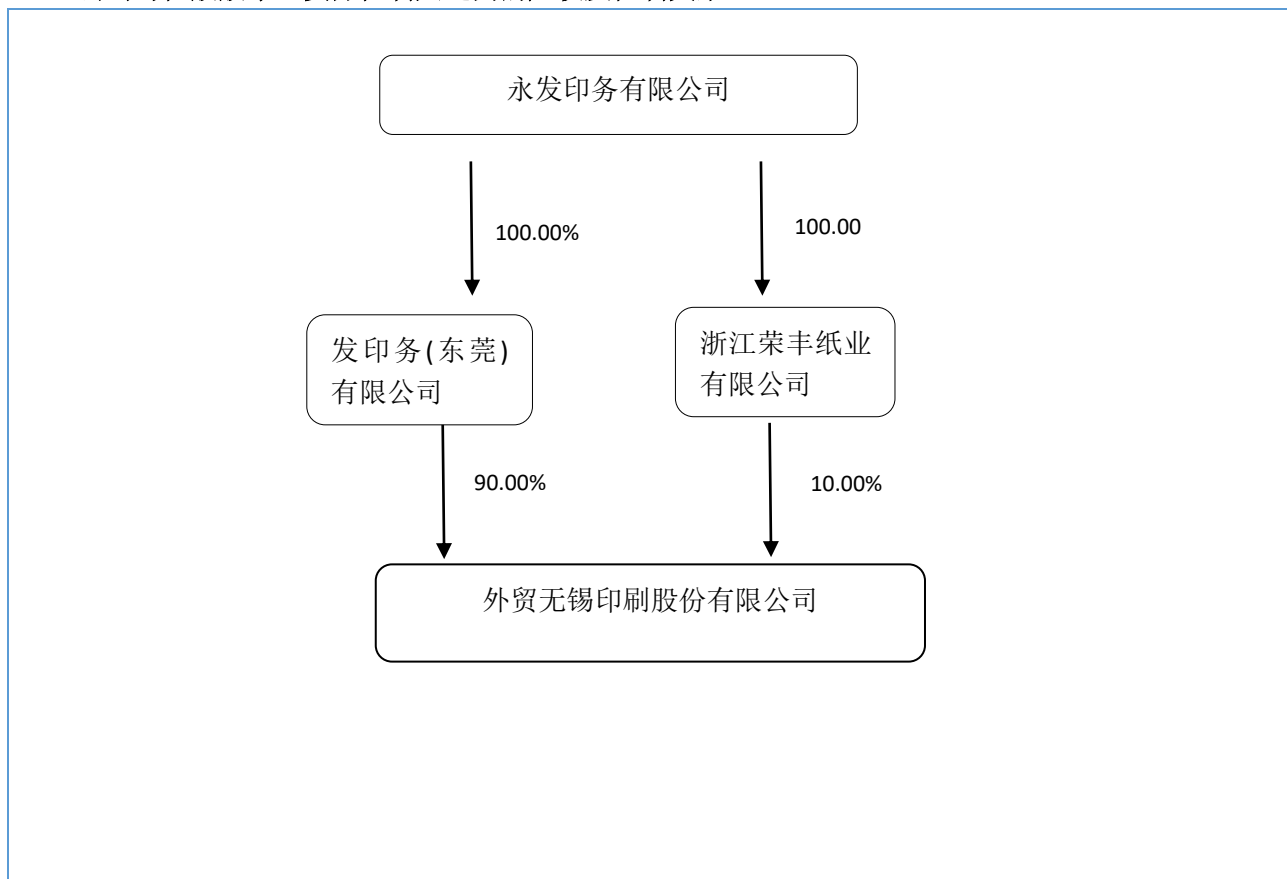 永发印务有限公司
100.00%
100.00
发印务(东莞)
有限公司
浙江荣丰纸业
有限公司
90.00%
10.00%
外贸无锡印刷股份有限公司